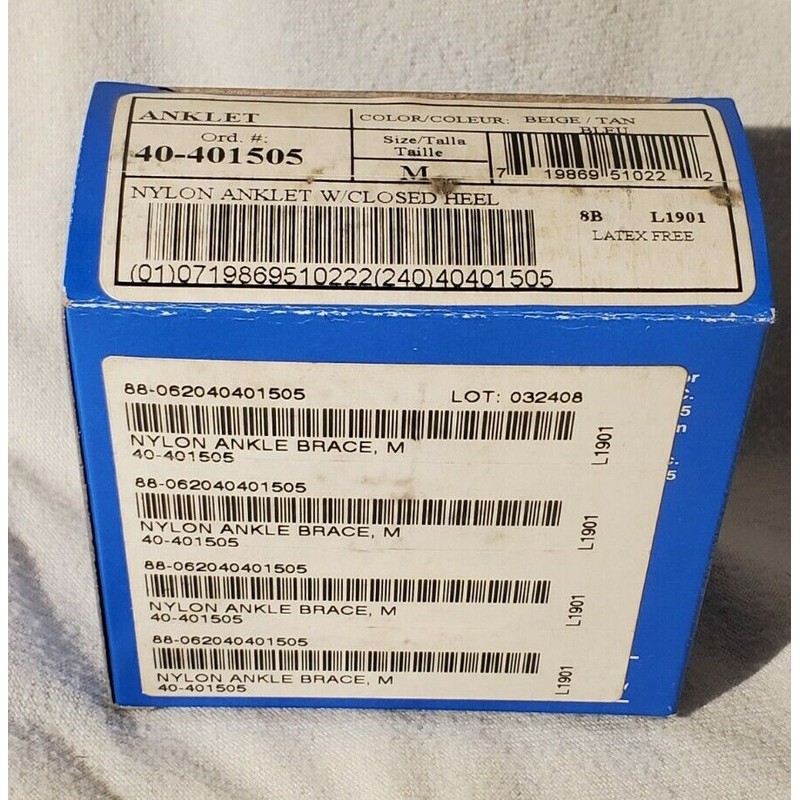 ANKLET
COLOR/COLEUR: BEIGE / TAN
BLEU
Ord. #:
40-401505
Size/Talla
Taille
M
7 19869 51022 2
NYLON ANKLET W/CLOSED HEEL
8B L1901
LATEX FREE
(01)0719869510222(240)40401505
88-062040401505 LOT: 032408
NYLON ANKLE BRACE, M
40-401505
L1901
88-062040401505
NYLON ANKLE BRACE, M
40-401505
L1901
88-062040401505
NYLON ANKLE BRACE, M
40-401505
L1901
88-062040401505
NYLON ANKLE BRACE, M
40-401505
L1901